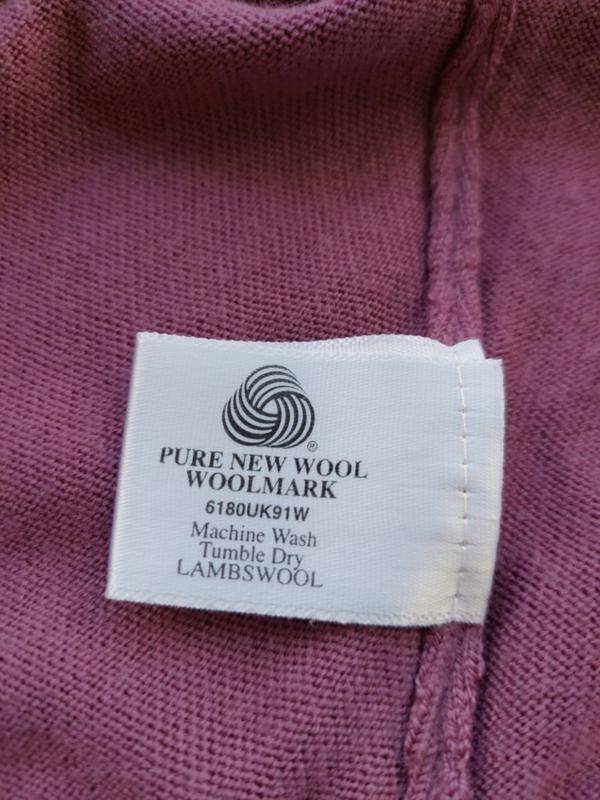 ®
PURE NEW WOOL
WOOLMARK
6180UK91W
Machine Wash
Tumble Dry
LAMBSWOOL